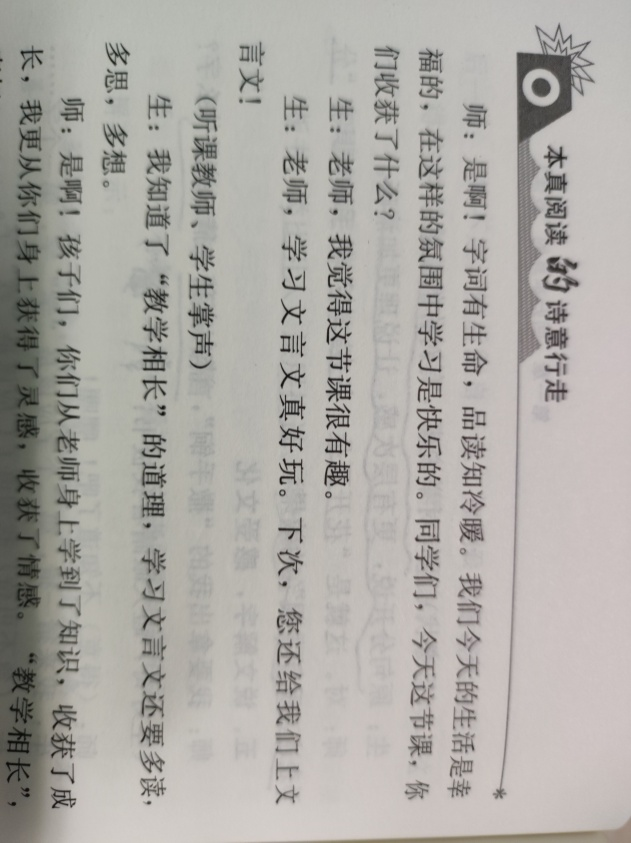 本真阅读的诗意行走
师：是啊！字词有生命，品读知冷暖。我们今天的生活是幸
福的，在这样的氛围中学习是快乐的。同学们，今天这节课，你
们收获了什么？
生：老师，我觉得这节课很有趣。
生：老师，学习文言文真好玩。下次，您还给我们上文
言文！
（听课教师、学生掌声）
生：我知道了“教学相长”的道理，学习文言文还要多读，
多思，多想。
师：是啊！孩子们，你们从老师身上学到了知识，收获了成
长，我更从你们身上获得了灵感，收获了情感。“教学相长”，